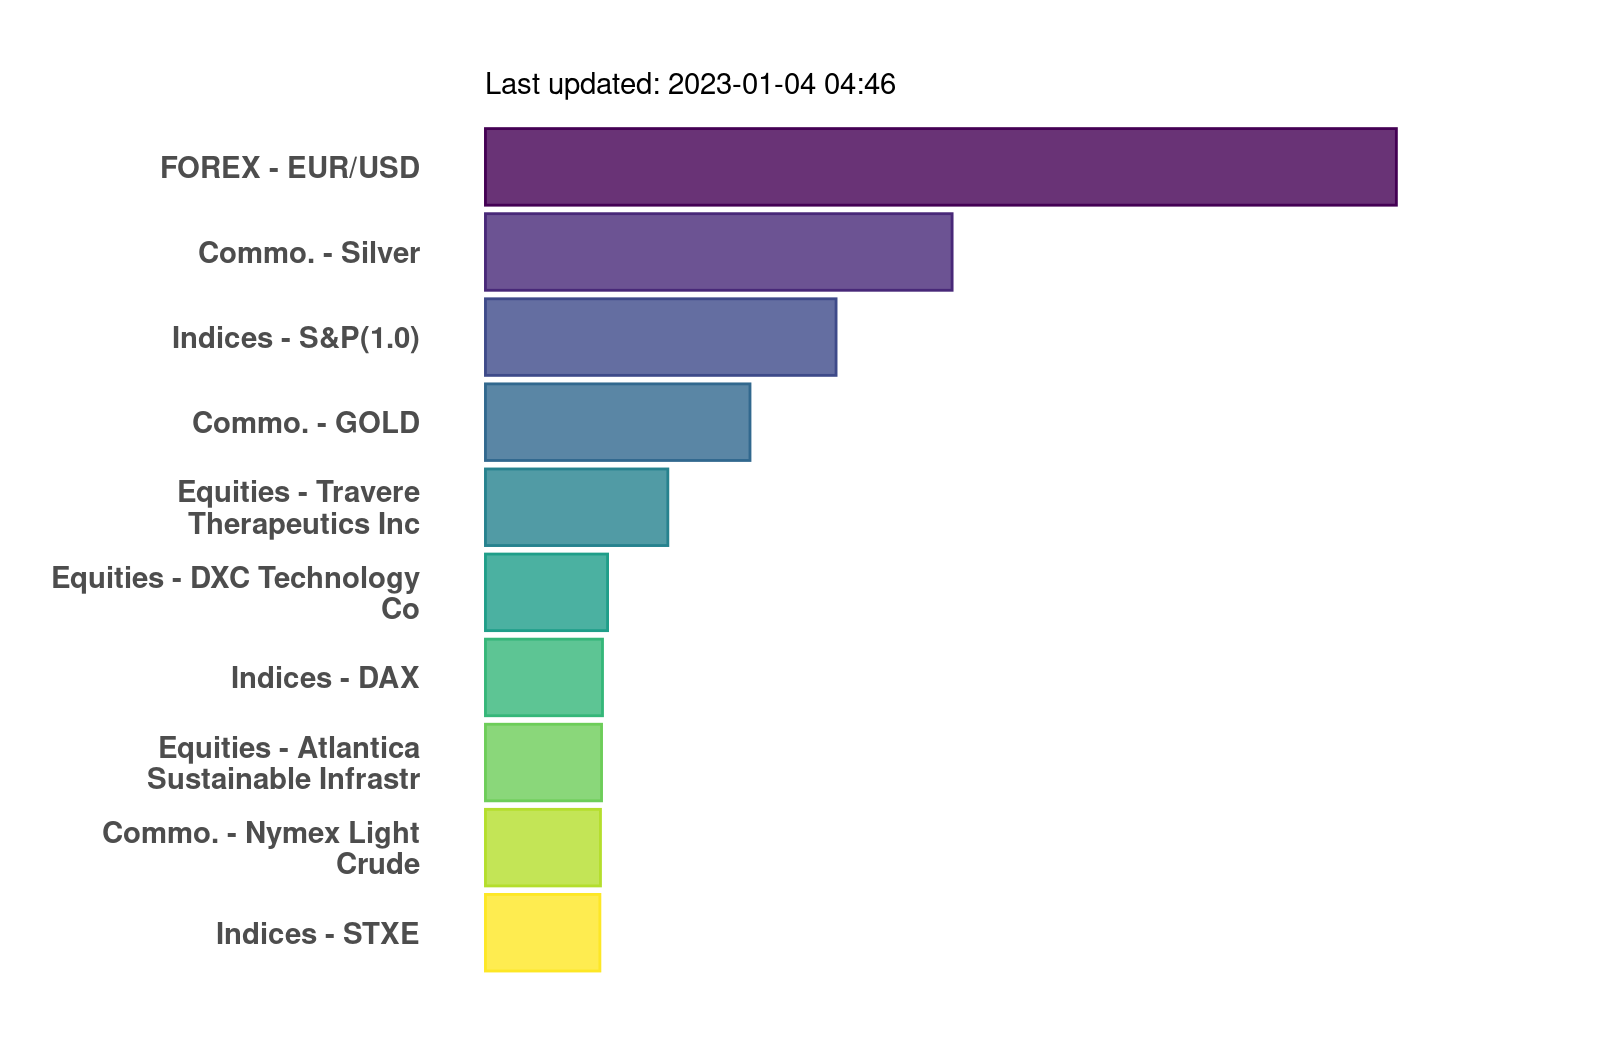 Last updated: 2023-01-04 04:46
FOREX - EUR/USD
Commo. - Silver
Indices - S&P(1.0)
Commo. - GOLD
Equities - Travere
Therapeutics Inc
Equities - DXC Technology
Co
Indices - DAX
Equities - Atlantica
Sustainable Infrastr
Commo. - Nymex Light
Crude
Indices - STXE